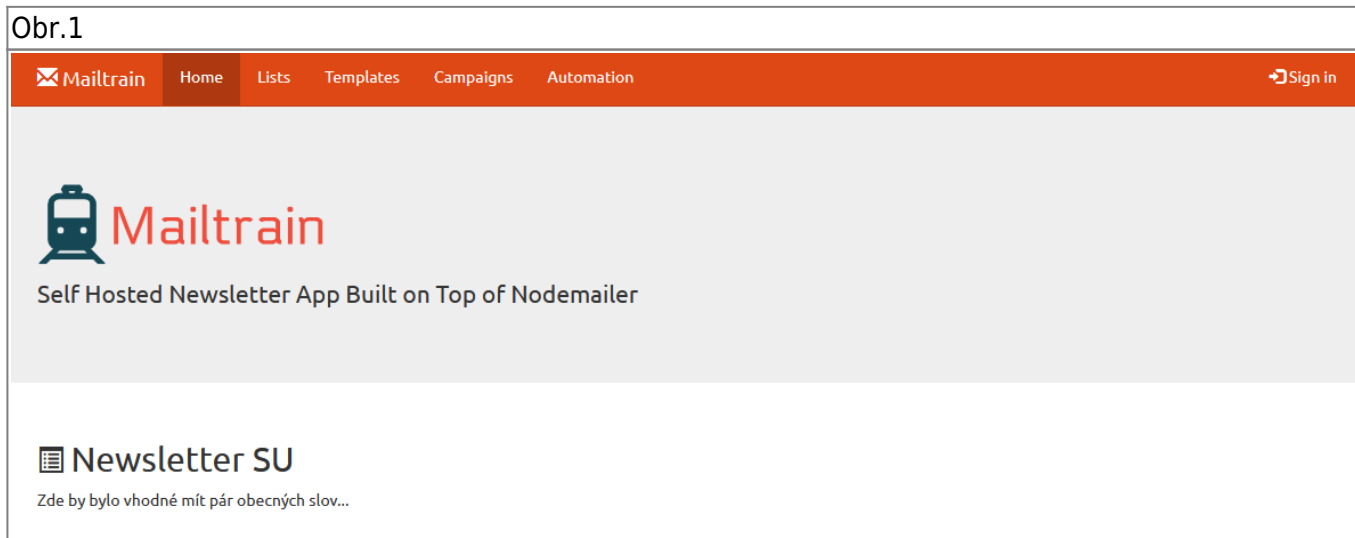 Obr.1
Mailtrain Home Lists Templates Campaigns Automation Sign in
Mailtrain
Self Hosted Newsletter App Built on Top of Nodemailer
Newsletter SU
Zde by bylo vhodné mít pár obecných slov...